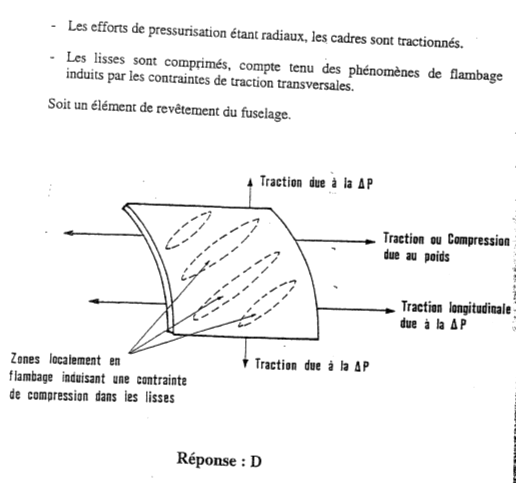 - Les efforts de pressurisation étant radiaux, les cadres sont tractionnés.
- Les lisses sont comprimés, compte tenu des phénomènes de flambage
induits par les contraintes de traction transversales.
Soit un élément de revêtement du fuselage.
Traction due à la ΔP
Traction ou Compression
due au poids
Traction longitudinale
due à la ΔP
Traction due à la ΔP
Zones localement en
flambage induisant une contrainte
de compression dans les lisses
Réponse : D